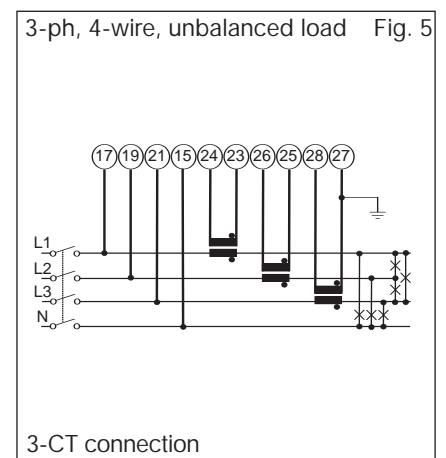 3-ph, 4-wire, unbalanced load Fig. 5
17 19 21 15 24 23 26 25 28 27
L1
L2
L3
N
3-CT connection